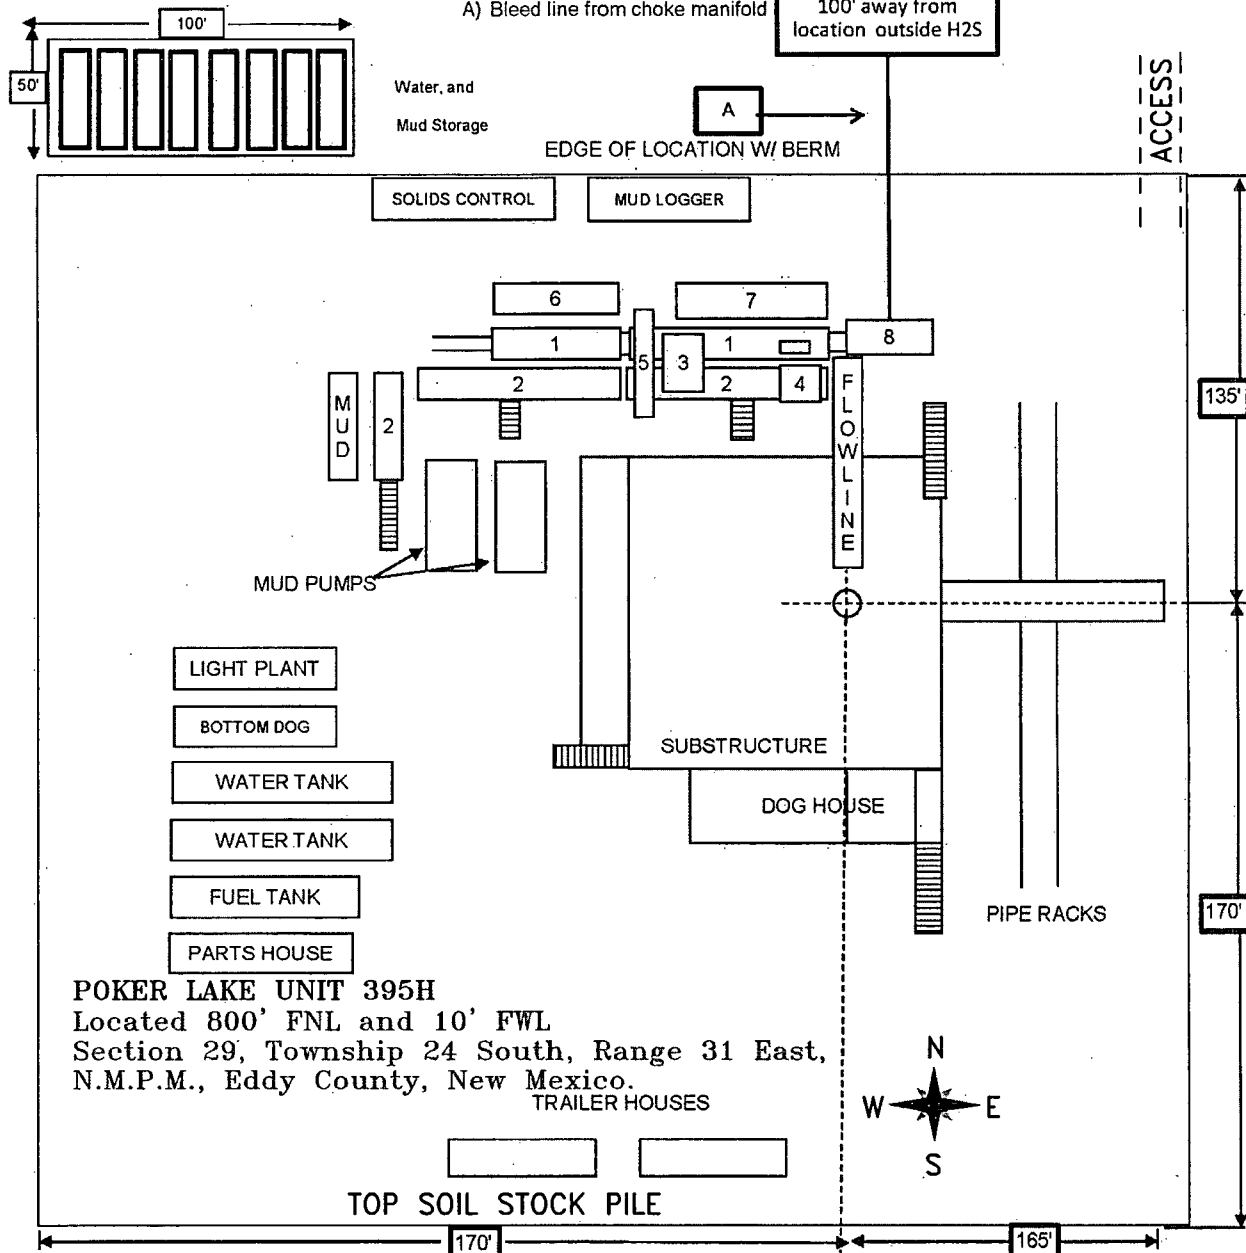 A) Bleed line from choke manifold
100' away from
location outside H2S
100'
50'
Water, and
Mud Storage
A
EDGE OF LOCATION W/ BERM
ACCESS
SOLIDS CONTROL
MUD LOGGER
6
7
1
1
8
5
3
2
2
4
MUD
2
FLOWLINE
135'
MUD PUMPS
LIGHT PLANT
BOTTOM DOG
WATER TANK
WATER TANK
FUEL TANK
PARTS HOUSE
SUBSTRUCTURE
DOG HOUSE
PIPE RACKS
170'
POKER LAKE UNIT 395H
Located 800' FNL and 10' FWL
Section 29, Township 24 South, Range 31 East,
N.M.P.M., Eddy County, New Mexico.
TRAILER HOUSES
N
W E
S
TOP SOIL STOCK PILE
170'
165'